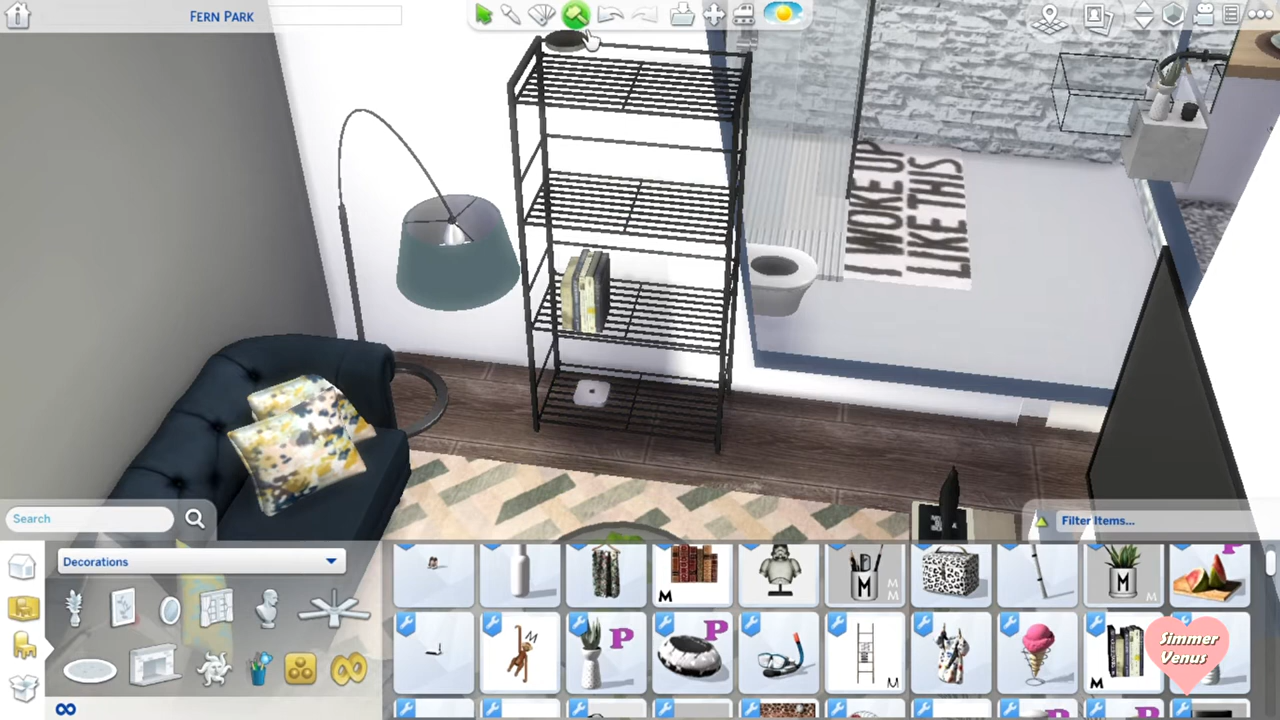 FERN PARK
I WOKE UP
LIKE THIS
Search
Filter Items...
Decorations
M
M
M
M
M
M
P
M
P
P
M
M
Simmer
Venus
P
P